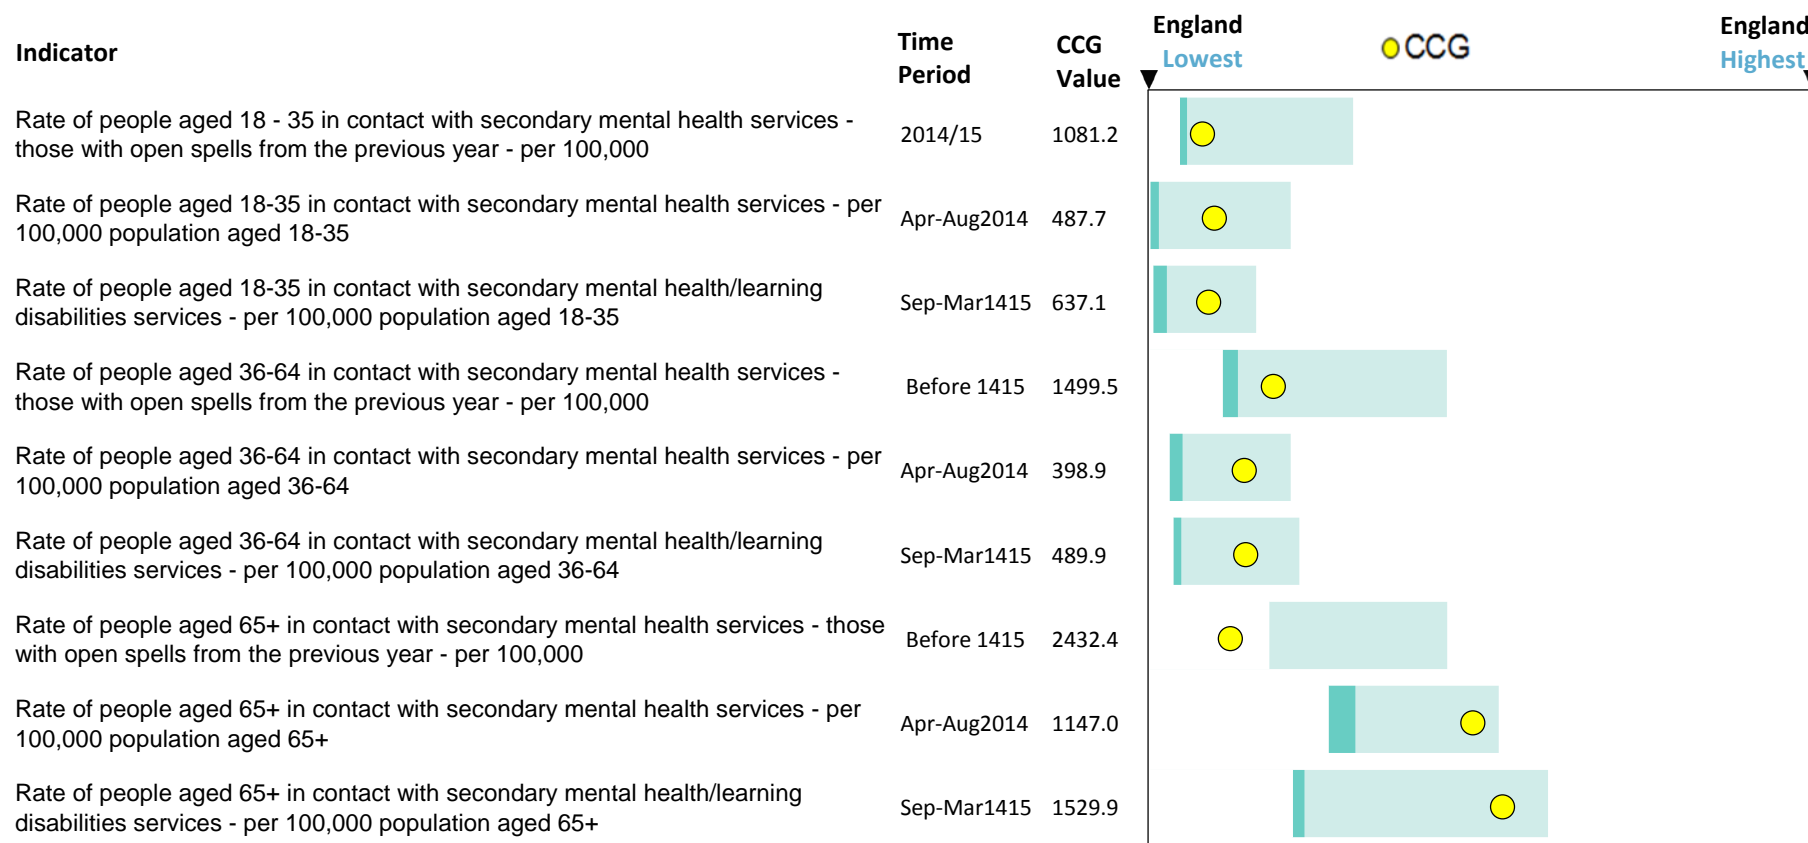 Indicator
Time
Period
CCG
Value
England
Lowest
CCG
England
Highest
Rate of people aged 18 - 35 in contact with secondary mental health services -
those with open spells from the previous year - per 100,000
2014/15
1081.2
Rate of people aged 18-35 in contact with secondary mental health services - per
100,000 population aged 18-35
Apr-Aug2014
487.7
Rate of people aged 18-35 in contact with secondary mental health/learning
disabilities services - per 100,000 population aged 18-35
Sep-Mar1415
637.1
Rate of people aged 36-64 in contact with secondary mental health services -
those with open spells from the previous year - per 100,000
Before 1415
1499.5
Rate of people aged 36-64 in contact with secondary mental health services - per
100,000 population aged 36-64
Apr-Aug2014
398.9
Rate of people aged 36-64 in contact with secondary mental health/learning
disabilities services - per 100,000 population aged 36-64
Sep-Mar1415
489.9
Rate of people aged 65+ in contact with secondary mental health services - those
with open spells from the previous year - per 100,000
Before 1415
2432.4
Rate of people aged 65+ in contact with secondary mental health services - per
100,000 population aged 65+
Apr-Aug2014
1147.0
Rate of people aged 65+ in contact with secondary mental health/learning
disabilities services - per 100,000 population aged 65+
Sep-Mar1415
1529.9